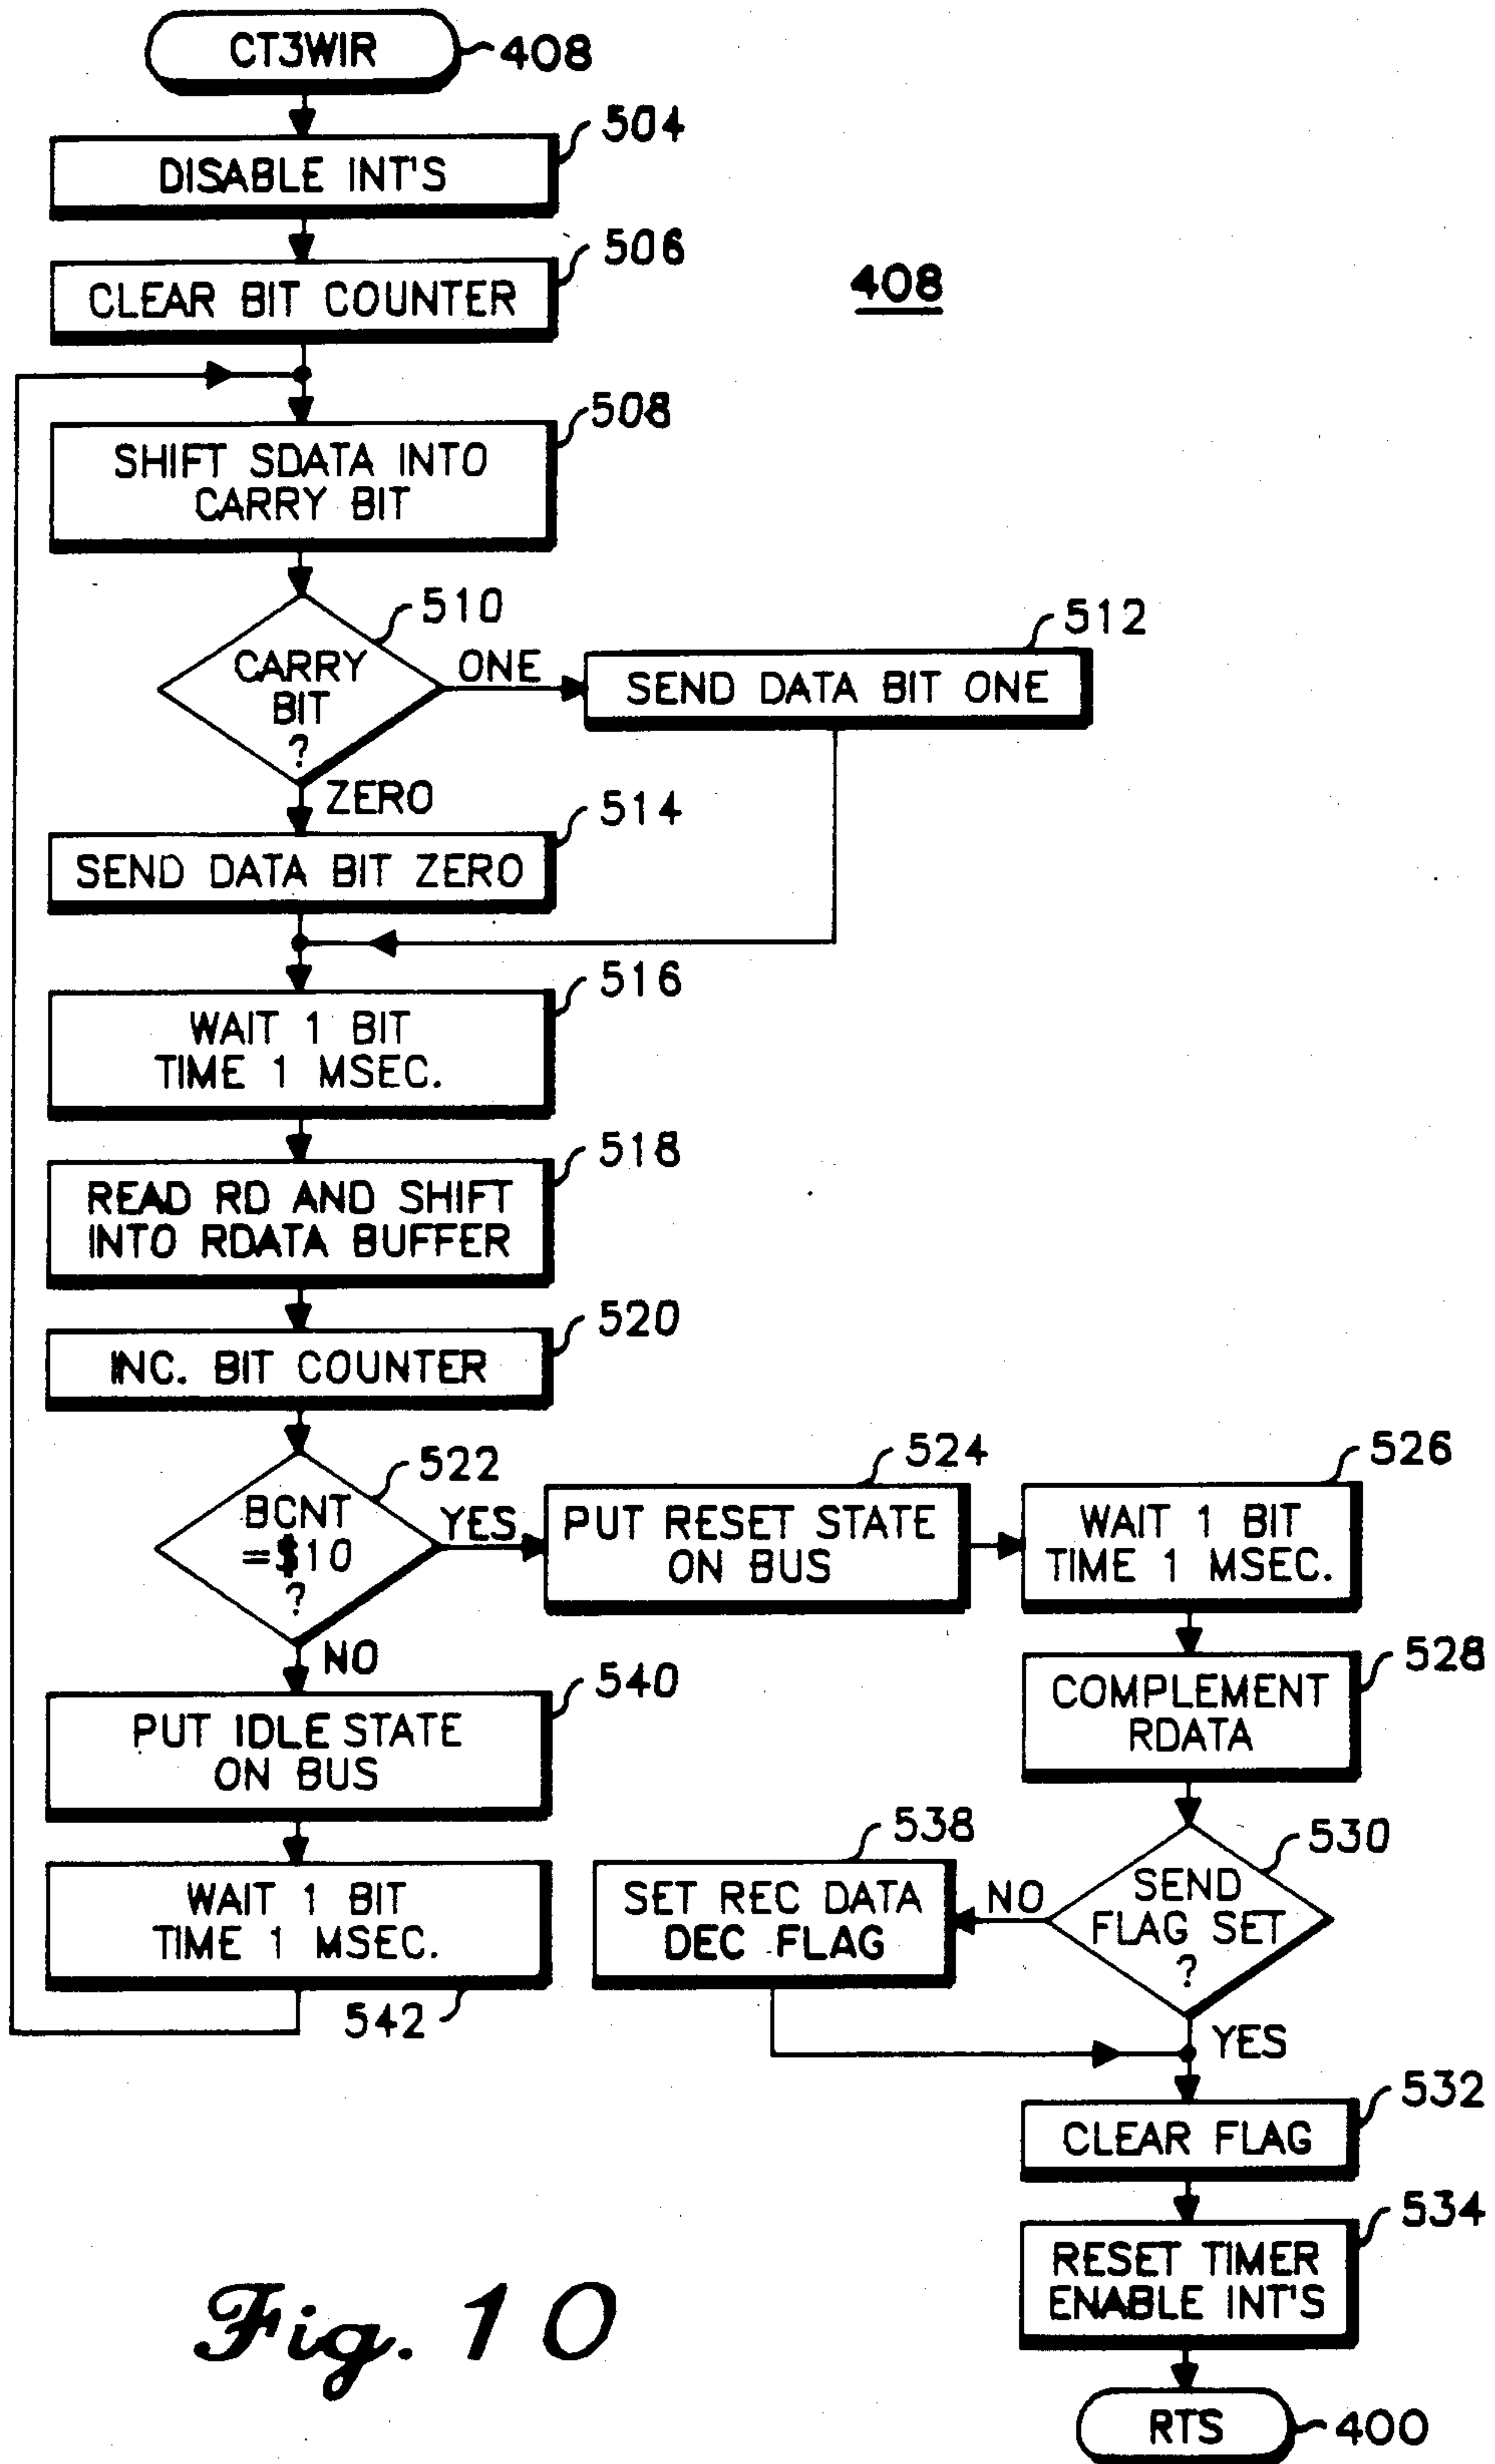 CT3WIR
408
504
DISABLE INT'S
506
CLEAR BIT COUNTER
408
508
SHIFT SDATA INTO
CARRY BIT
510
CARRY
BIT
?
ONE
512
SEND DATA BIT ONE
ZERO
514
SEND DATA BIT ZERO
516
WAIT 1 BIT
TIME 1 MSEC.
518
READ RD AND SHIFT
INTO RDATA BUFFER
520
INC. BIT COUNTER
522
BCNT
=$10
?
YES
524
PUT RESET STATE
ON BUS
526
WAIT 1 BIT
TIME 1 MSEC.
528
COMPLEMENT
RDATA
NO
540
PUT IDLE STATE
ON BUS
530
SEND
FLAG SET
?
NO
538
SET REC DATA
DEC FLAG
WAIT 1 BIT
TIME 1 MSEC.
542
YES
532
CLEAR FLAG
534
RESET TIMER
ENABLE INT'S
RTS
400
Fig. 10